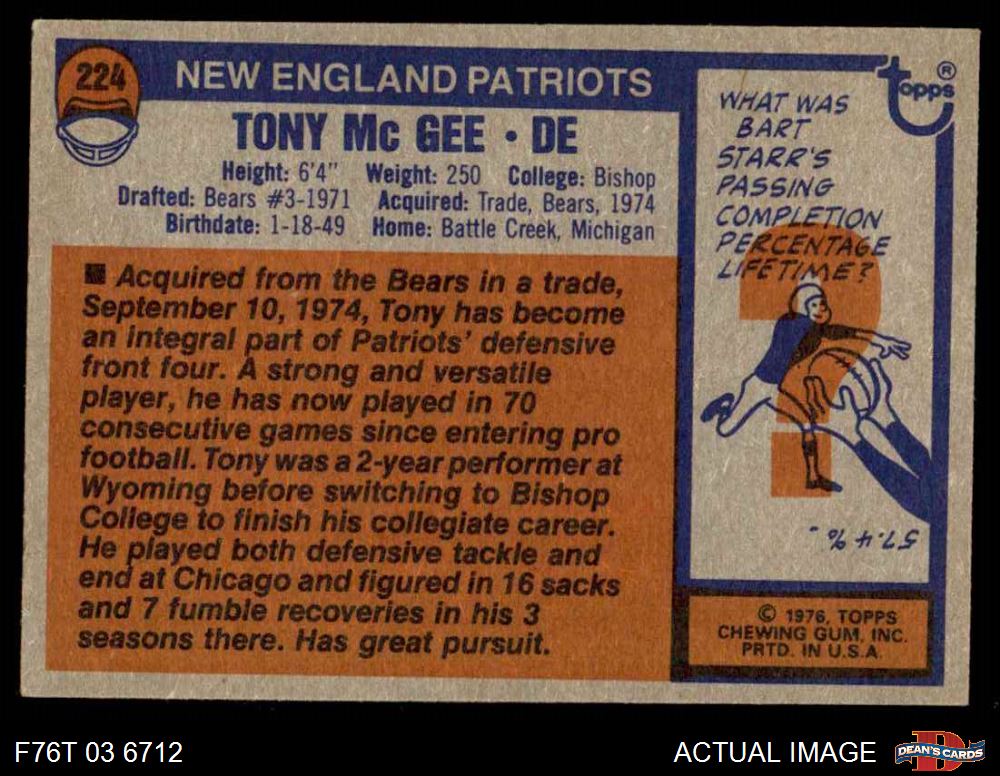 224
NEW ENGLAND PATRIOTS
TONY Mc GEE • DE
Height: 6'4" Weight: 250 College: Bishop
Drafted: Bears #3-1971 Acquired: Trade, Bears, 1974
Birthdate: 1-18-49 Home: Battle Creek, Michigan
■ Acquired from the Bears in a trade,
September 10, 1974, Tony has become
an integral part of Patriots' defensive
front four. A strong and versatile
player, he has now played in 70
consecutive games since entering pro
football. Tony was a 2-year performer at
Wyoming before switching to Bishop
College to finish his collegiate career.
He played both defensive tackle and
end at Chicago and figured in 16 sacks
and 7 fumble recoveries in his 3
seasons there. Has great pursuit.
topps®
WHAT WAS
BART
STARR'S
PASSING
COMPLETION
PERCENTAGE
LIFETIME?
?
57.4%.
© 1976, TOPPS
CHEWING GUM, INC.
PRTD. IN U.S.A.
F76T 03 6712
ACTUAL IMAGE
DEAN'S CARDS